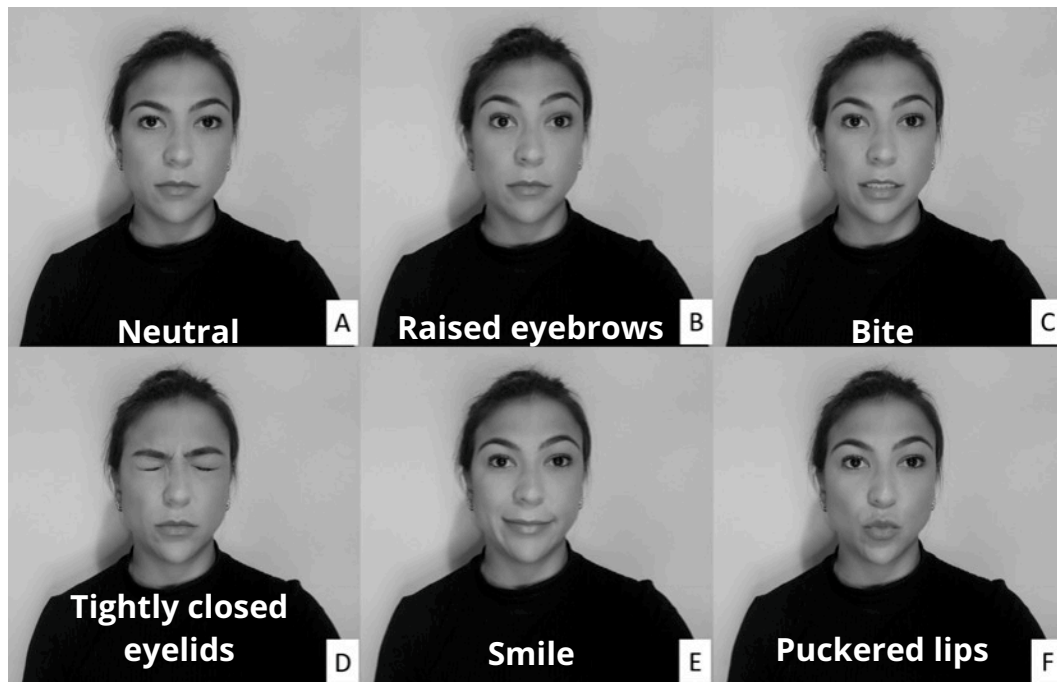 Neutral
A
Raised eyebrows
B
Bite
C
Tightly closed
eyelids
D
Smile
E
Puckered lips
F